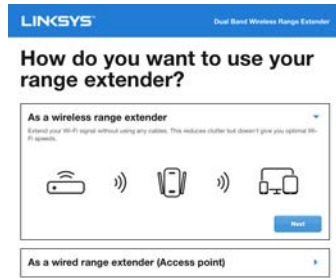 LINKSYS™
Dual Band Wireless Range Extender
How do you want to use your
range extender?
As a wireless range extender
Extend your Wi-Fi signal without using any cables. This reduces clutter but doesn't give you optimal Wi-
Fi speeds.
Next
As a wired range extender (Access point)